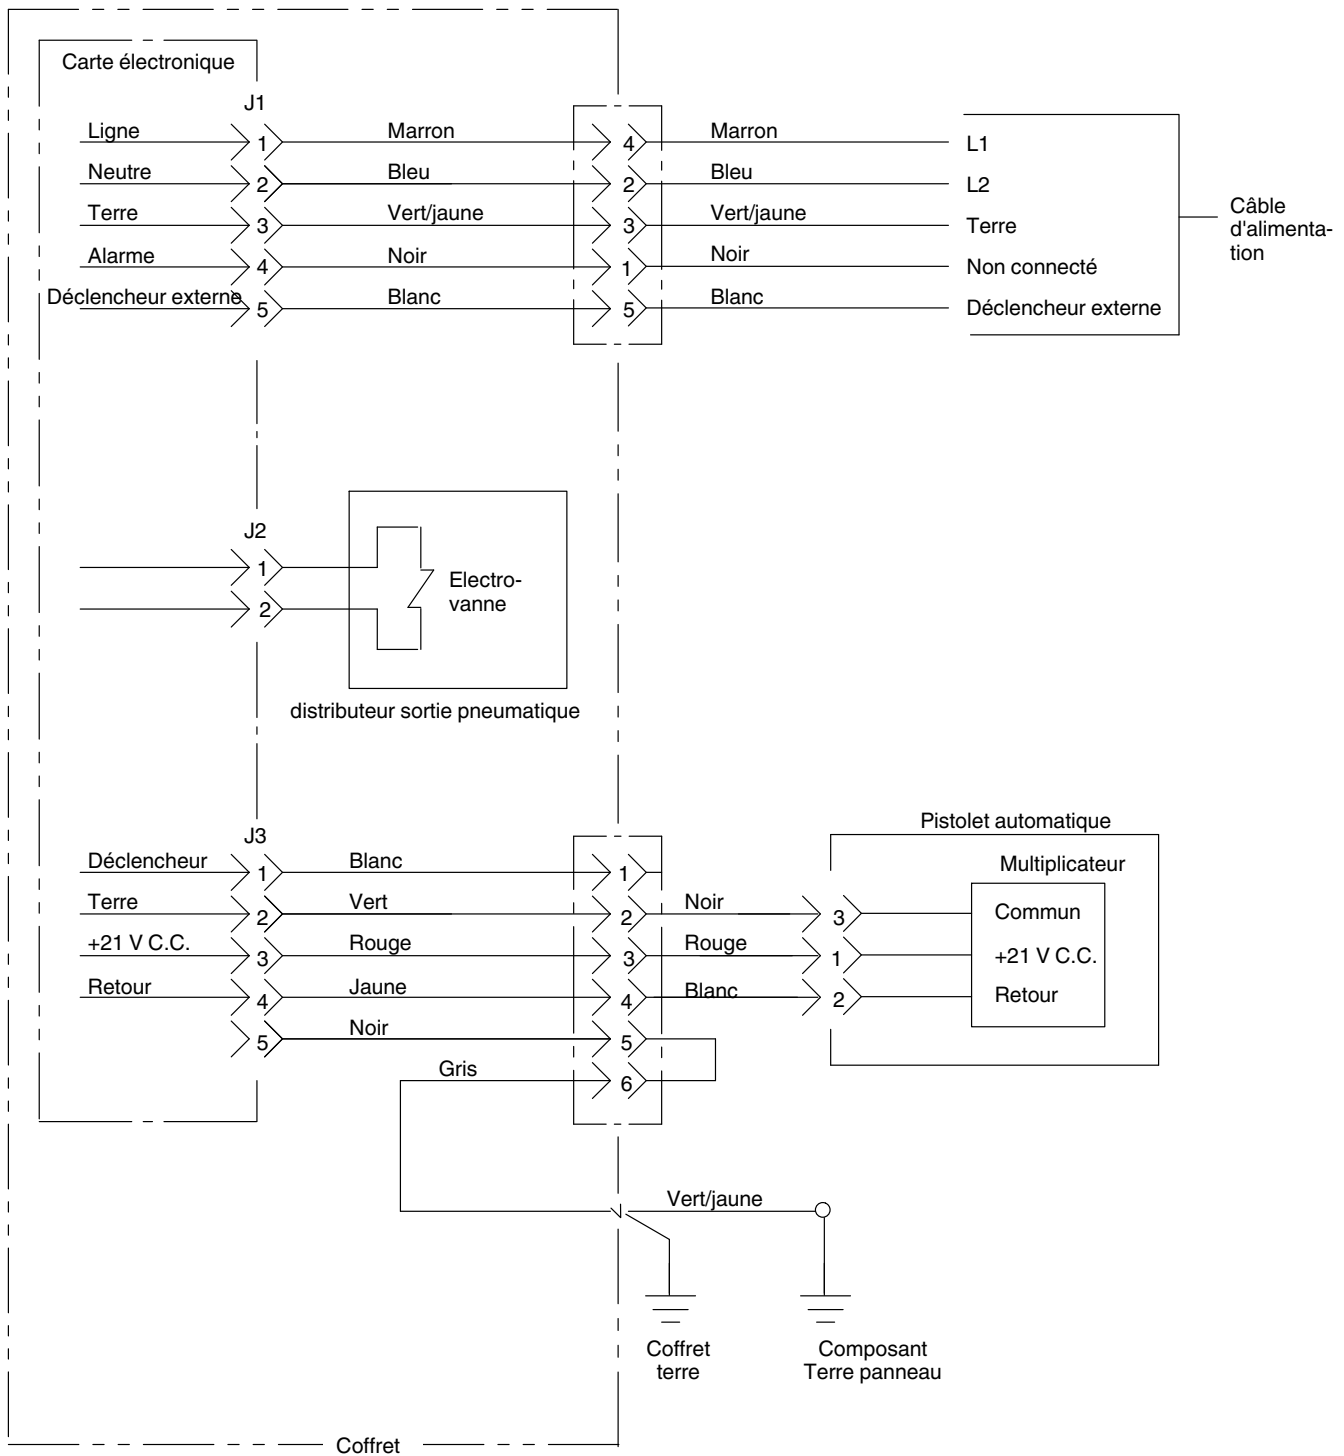 Carte électronique
J1
Ligne 1 Marron 4 Marron L1
Neutre 2 Bleu 2 Bleu L2
Terre 3 Vert/jaune 3 Vert/jaune Terre
Alarme 4 Noir 1 Noir Non connecté
Déclencheur externe 5 Blanc 5 Blanc Déclencheur externe
Câble
d'alimenta-
tion
J2
1
2
Electro-
vanne
distributeur sortie pneumatique
Pistolet automatique
Multiplicateur
J3
Déclencheur 1 Blanc 1
Terre 2 Vert 2 Noir 3 Commun
+21 V C.C. 3 Rouge 3 Rouge 1 +21 V C.C.
Retour 4 Jaune 4 Blanc 2 Retour
5 Noir 5
Gris 6
Vert/jaune
Coffret
terre
Composant
Terre panneau
Coffret